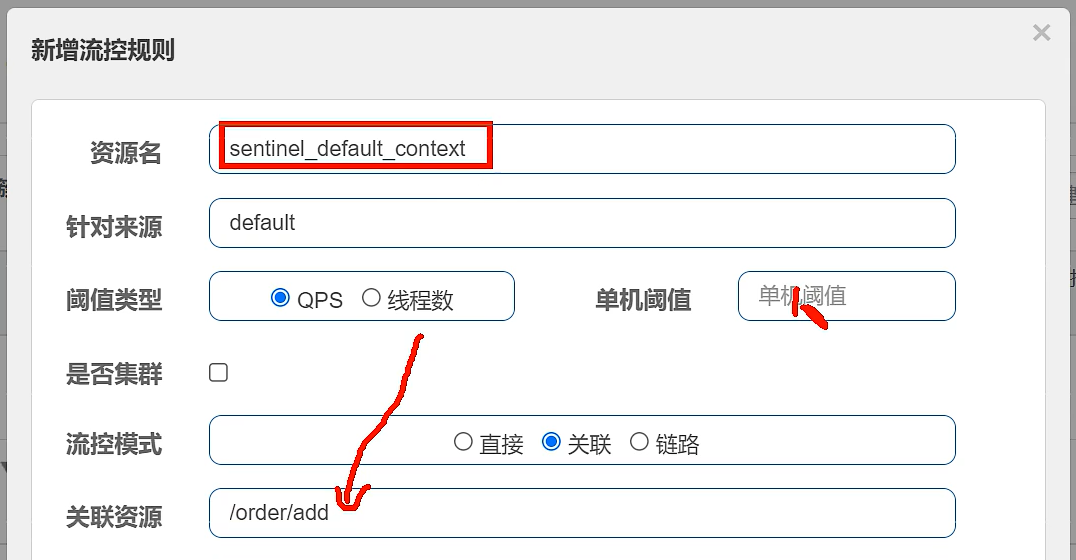 新增流控规则 ×
资源名 sentinel_default_context
针对来源 default
阈值类型 QPS 线程数 单机阈值 单机阈值
是否集群
流控模式 直接 关联 链路
关联资源 /order/add